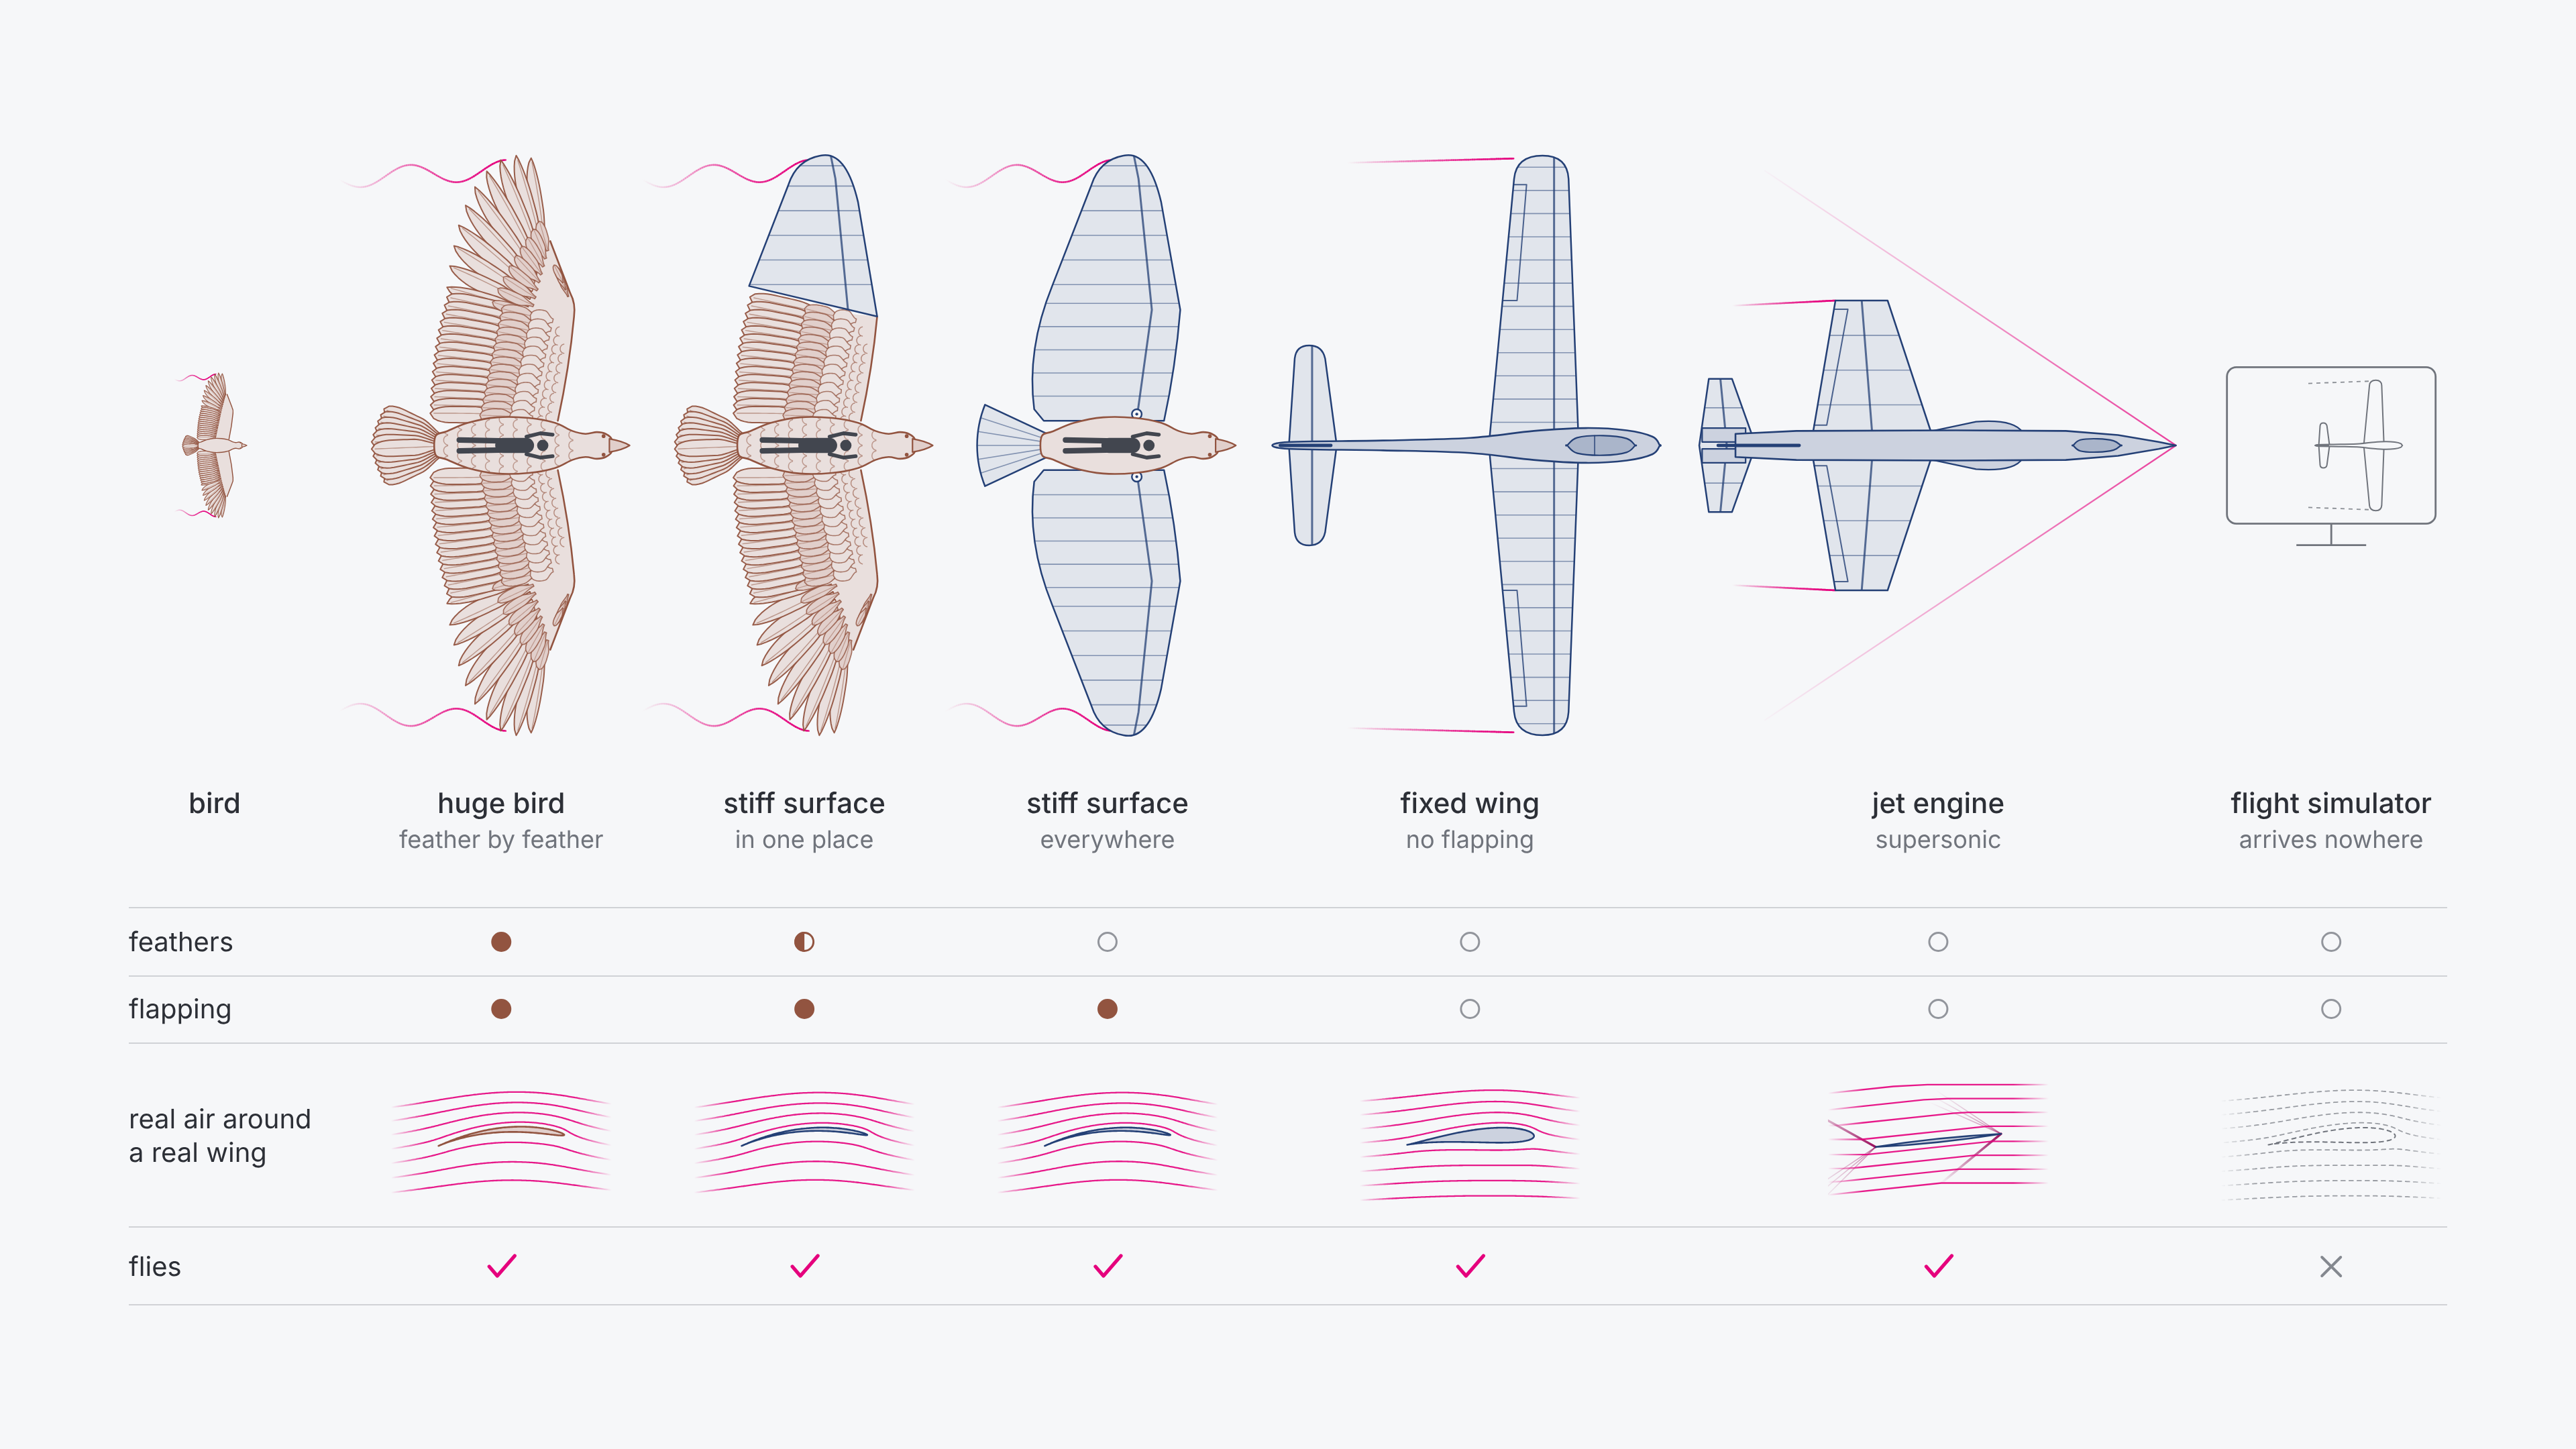 bird
huge bird
feather by feather
stiff surface
in one place
stiff surface
everywhere
fixed wing
no flapping
jet engine
supersonic
flight simulator
arrives nowhere
feathers
flapping
real air around
a real wing
flies